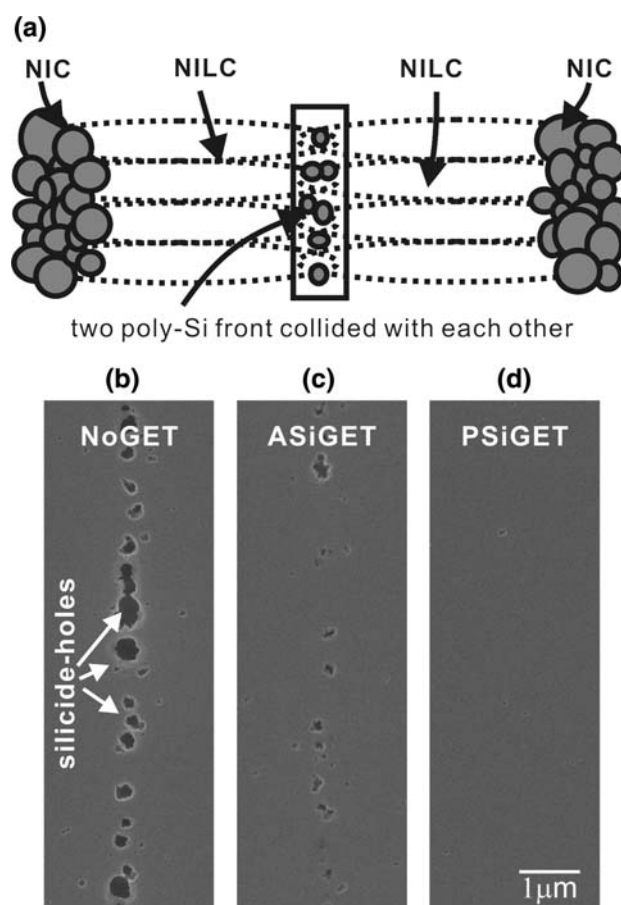 (a)
NIC
NILC
NILC
NIC
two poly-Si front collided with each other
(b)
(c)
(d)
NoGET
ASiGET
PSiGET
silicide-holes
1μm